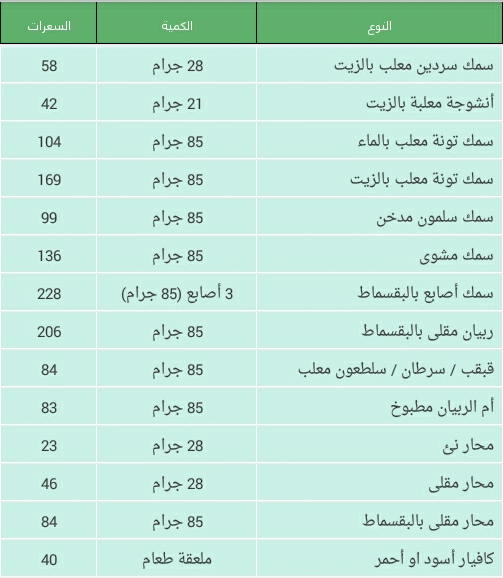 النوع الكمية السعرات
سمك سردين معلب بالزيت 28 جرام 58
أنشوجة معلبة بالزيت 21 جرام 42
سمك تونة معلب بالماء 85 جرام 104
سمك تونة معلب بالزيت 85 جرام 169
سمك سلمون مدخن 85 جرام 99
سمك مشوى 85 جرام 136
سمك أصابع بالبقسماط 3 أصابع (85 جرام) 228
ربيان مقلى بالبقسماط 85 جرام 206
قبقب / سرطان / سلطعون معلب 85 جرام 84
أم الربيان مطبوخ 85 جرام 83
محار نئ 28 جرام 23
محار مقلى 28 جرام 46
محار مقلى بالبقسماط 85 جرام 84
كافيار أسود او أحمر ملعقة طعام 40